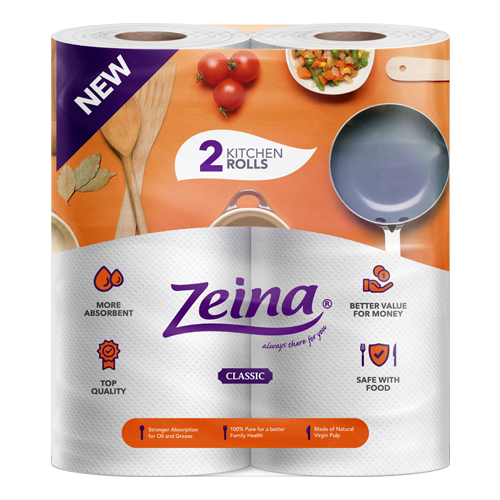 NEW
2 KITCHEN
ROLLS
Zeina®
always there for you
CLASSIC
MORE
ABSORBENT
TOP
QUALITY
BETTER VALUE
FOR MONEY
SAFE WITH
FOOD
Stronger Absorption
for Oil and Grease
100% Pure for a better
Family Health
Made of Natural
Virgin Pulp